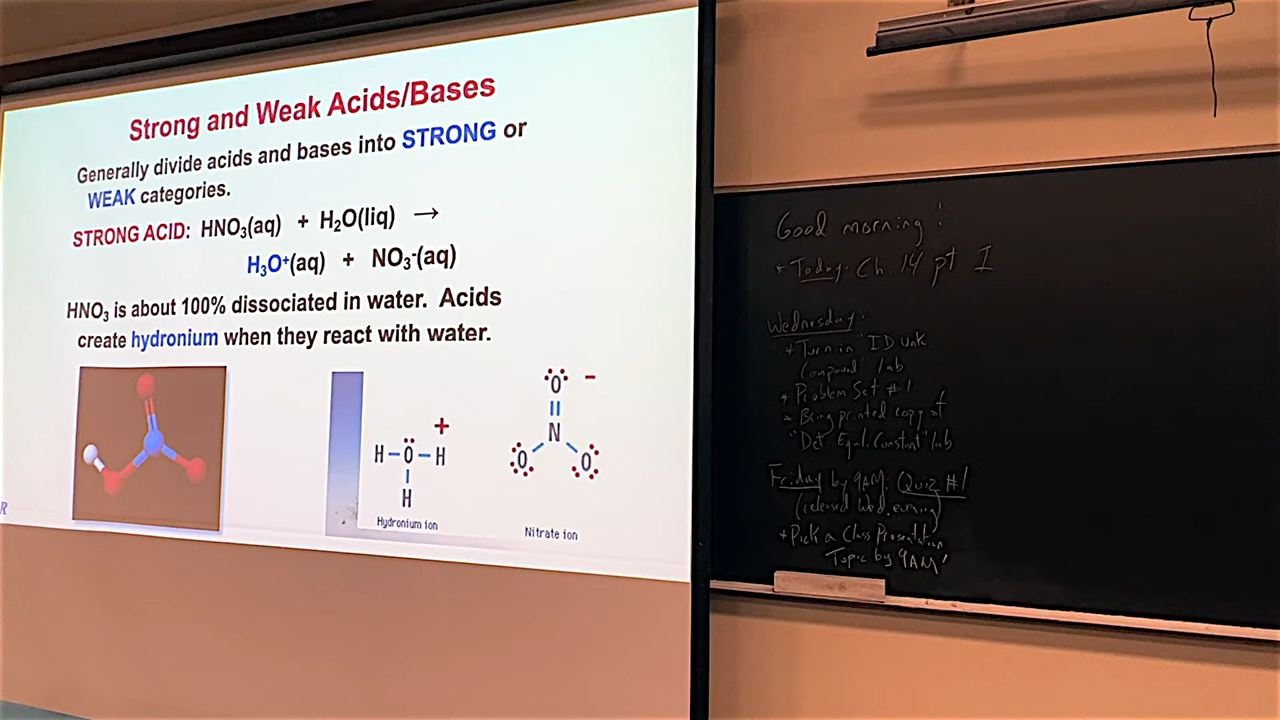 Strong and Weak Acids/Bases
Generally divide acids and bases into STRONG or
WEAK categories.
STRONG ACID: HNO₃(aq) + H₂O(liq) →
H₃O⁺(aq) + NO₃⁻(aq)
HNO₃ is about 100% dissociated in water. Acids
create hydronium when they react with water.
+
H–O–H
H
Hydronium ion
O –
N
O O
Nitrate ion
R
Good morning!
* Today: Ch. 14 pt I
Wednesday:
* Turn in "ID unk
Compound" lab
* Problem Set #1
* Bring printed copy of
"Det. Equil. Constant" lab
Friday by 9AM: Quiz #1
(released Wed. evening)
* Pick a Class Presentation
Topic by 9AM!